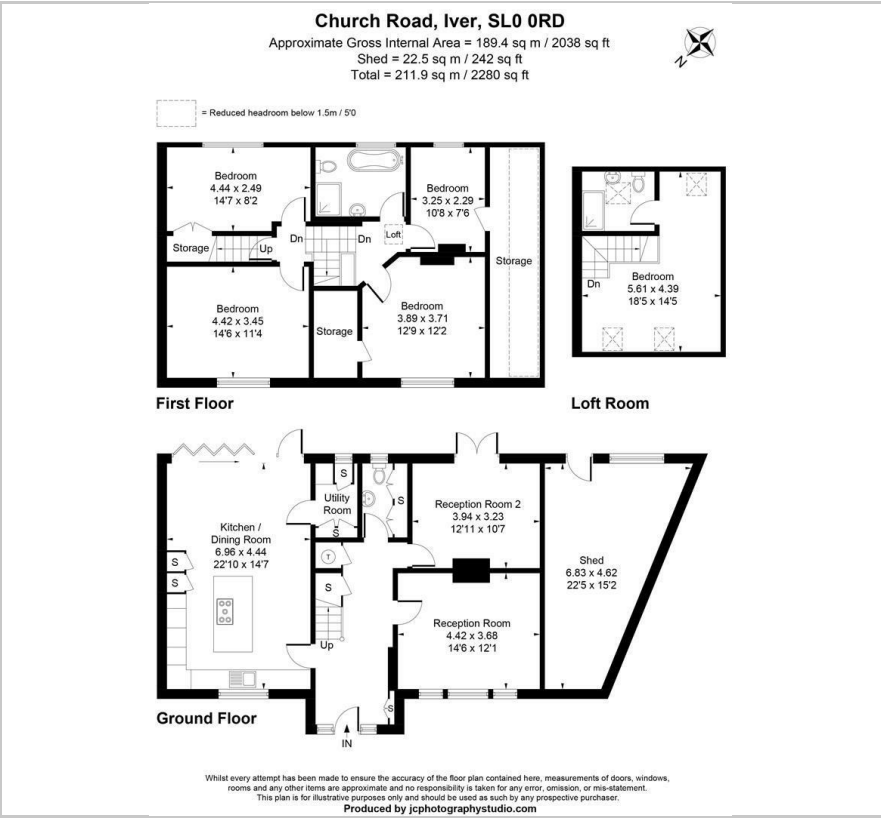 Church Road, Iver, SL0 0RD
Approximate Gross Internal Area = 189.4 sq m / 2038 sq ft
Shed = 22.5 sq m / 242 sq ft
Total = 211.9 sq m / 2280 sq ft
N
= Reduced headroom below 1.5m / 5'0
Bedroom
4.44 x 2.49
14'7 x 8'2
Bedroom
3.25 x 2.29
10'8 x 7'6
Storage
Up
Dn
Dn
Loft
Storage
Bedroom
4.42 x 3.45
14'6 x 11'4
Storage
Bedroom
3.89 x 3.71
12'9 x 12'2
First Floor
Bedroom
5.61 x 4.39
18'5 x 14'5
Dn
Loft Room
Kitchen /
Dining Room
6.96 x 4.44
22'10 x 14'7
S
S
S
Utility
Room
S
S
T
S
Up
Reception Room 2
3.94 x 3.23
12'11 x 10'7
Reception Room
4.42 x 3.68
14'6 x 12'1
Shed
6.83 x 4.62
22'5 x 15'2
S
IN
Ground Floor
Whilst every attempt has been made to ensure the accuracy of the floor plan contained here, measurements of doors, windows,
rooms and any other items are approximate and no responsibility is taken for any error, omission, or mis-statement.
This plan is for illustrative purposes only and should be used as such by any prospective purchaser.
Produced by jcphotographystudio.com